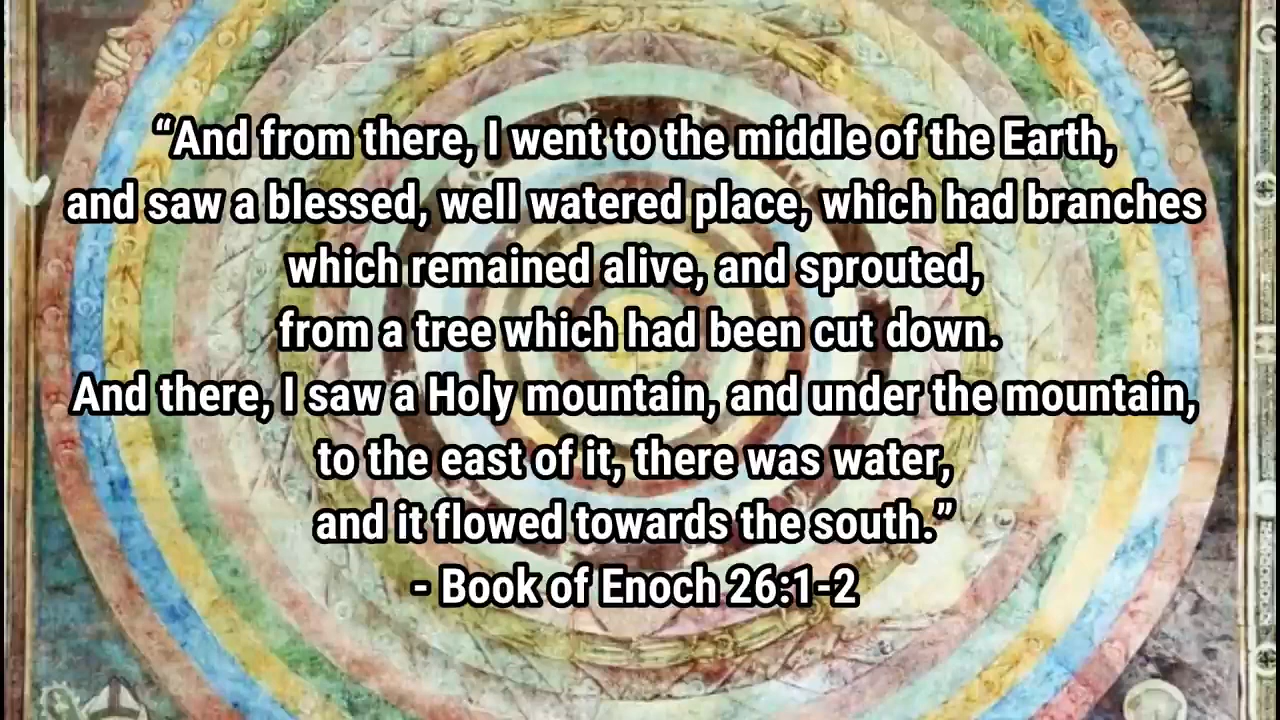 “And from there, I went to the middle of the Earth,
and saw a blessed, well watered place, which had branches
which remained alive, and sprouted,
from a tree which had been cut down.
And there, I saw a Holy mountain, and under the mountain,
to the east of it, there was water,
and it flowed towards the south.”
- Book of Enoch 26:1-2